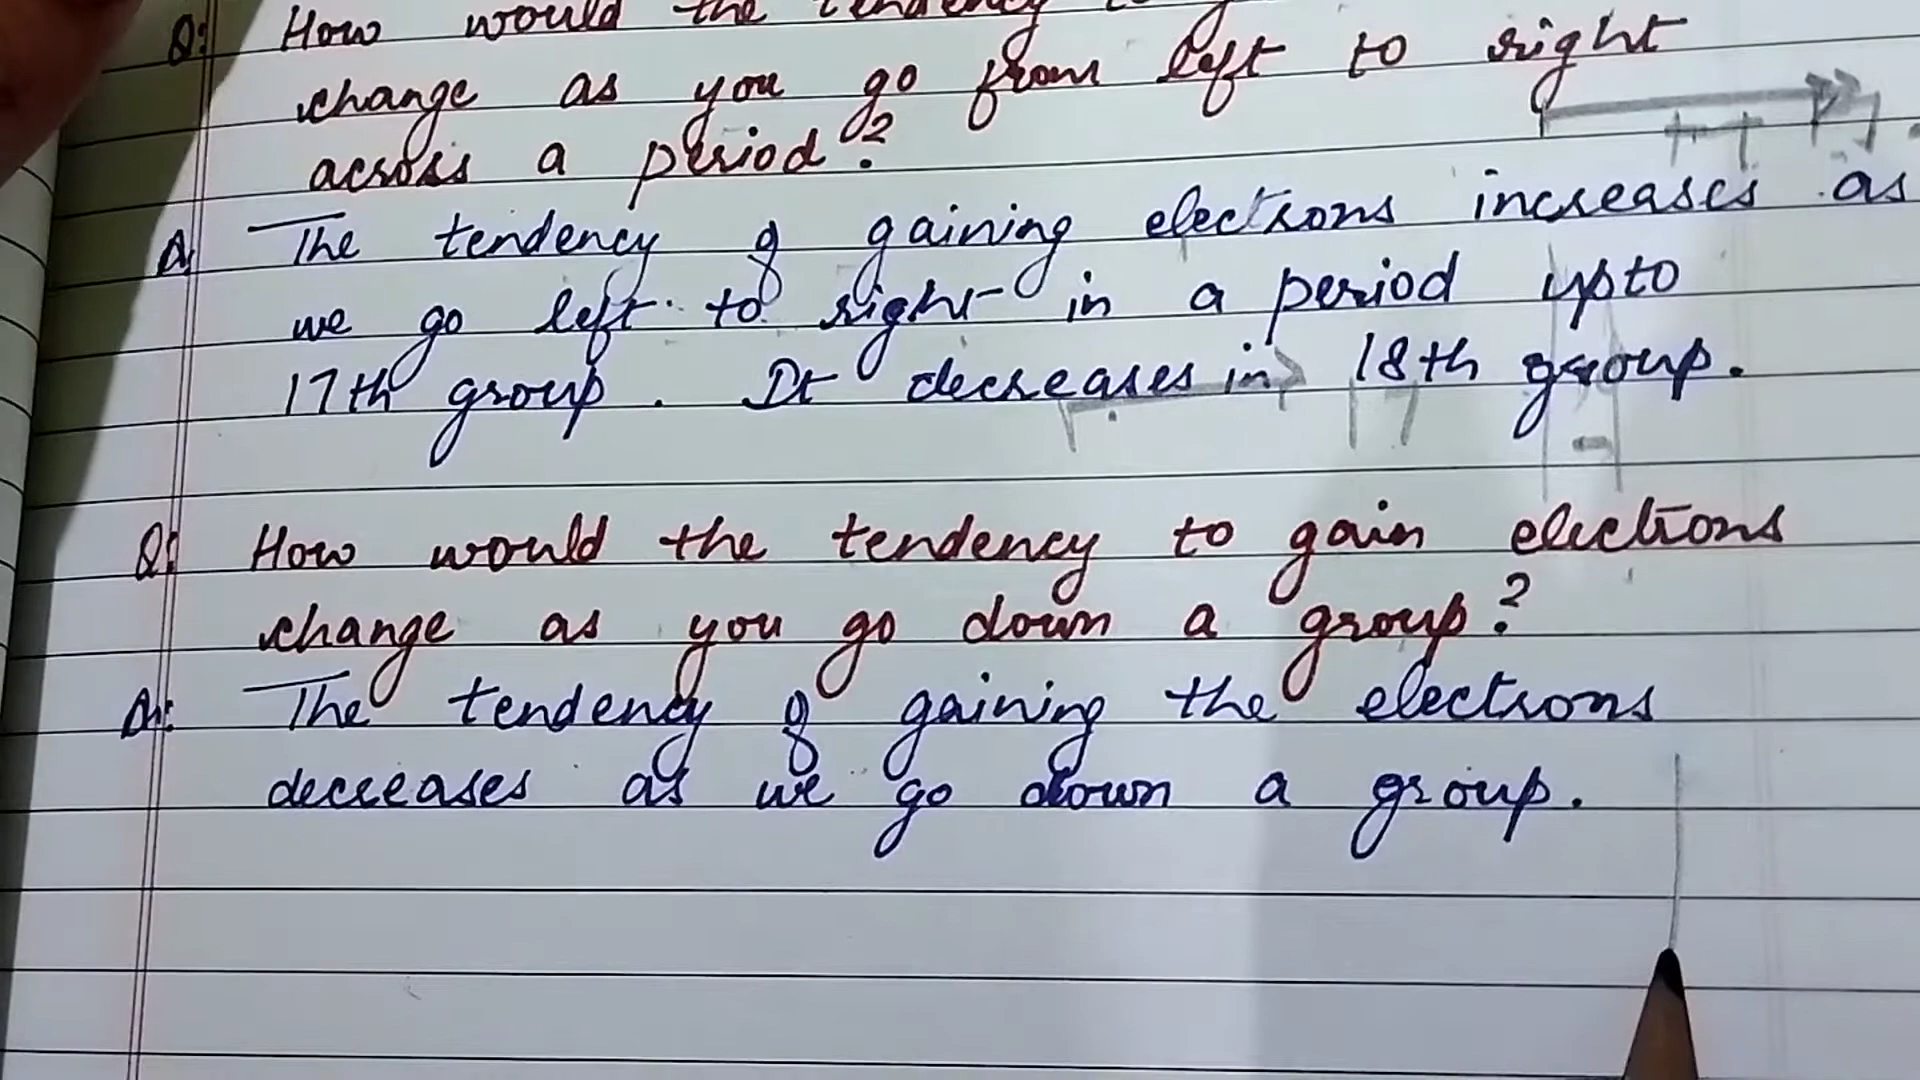 Q: How would the tendency to
change as you go from left to right
across a period?
A. The tendency of gaining electrons increases as
we go left to right in a period upto
17th group. It decreases in 18th group.
17
Q: How would the tendency to gain electrons
change as you go down a group?
A: The tendency of gaining the electrons
decreases as we go down a group.